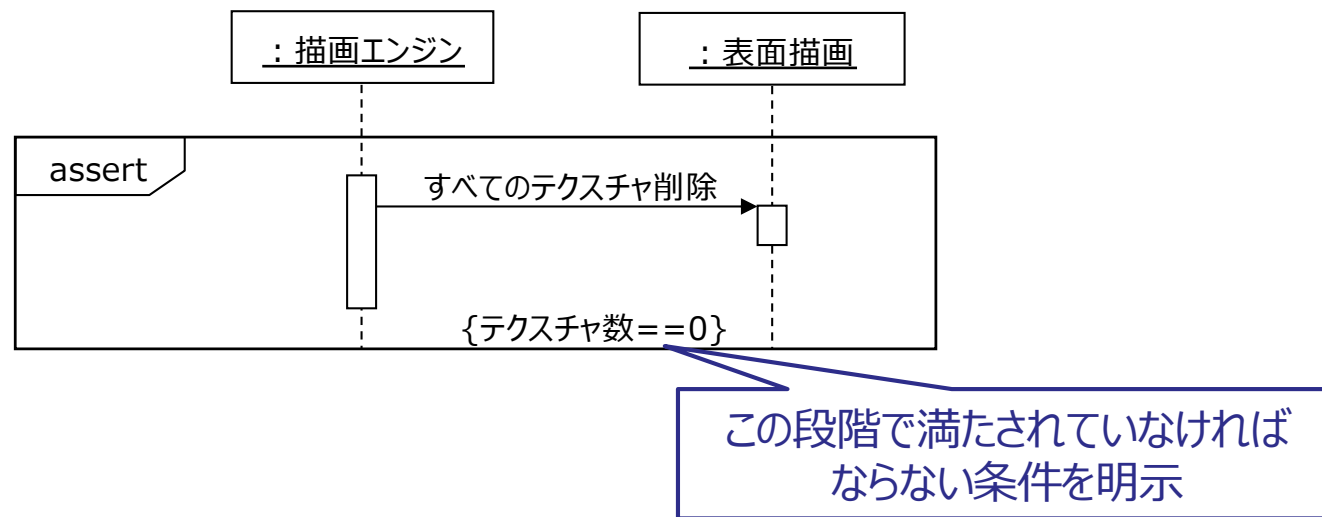 ：描画エンジン
：表面描画
assert
すべてのテクスチャ削除
{テクスチャ数==0}
この段階で満たされていなければ
ならない条件を明示